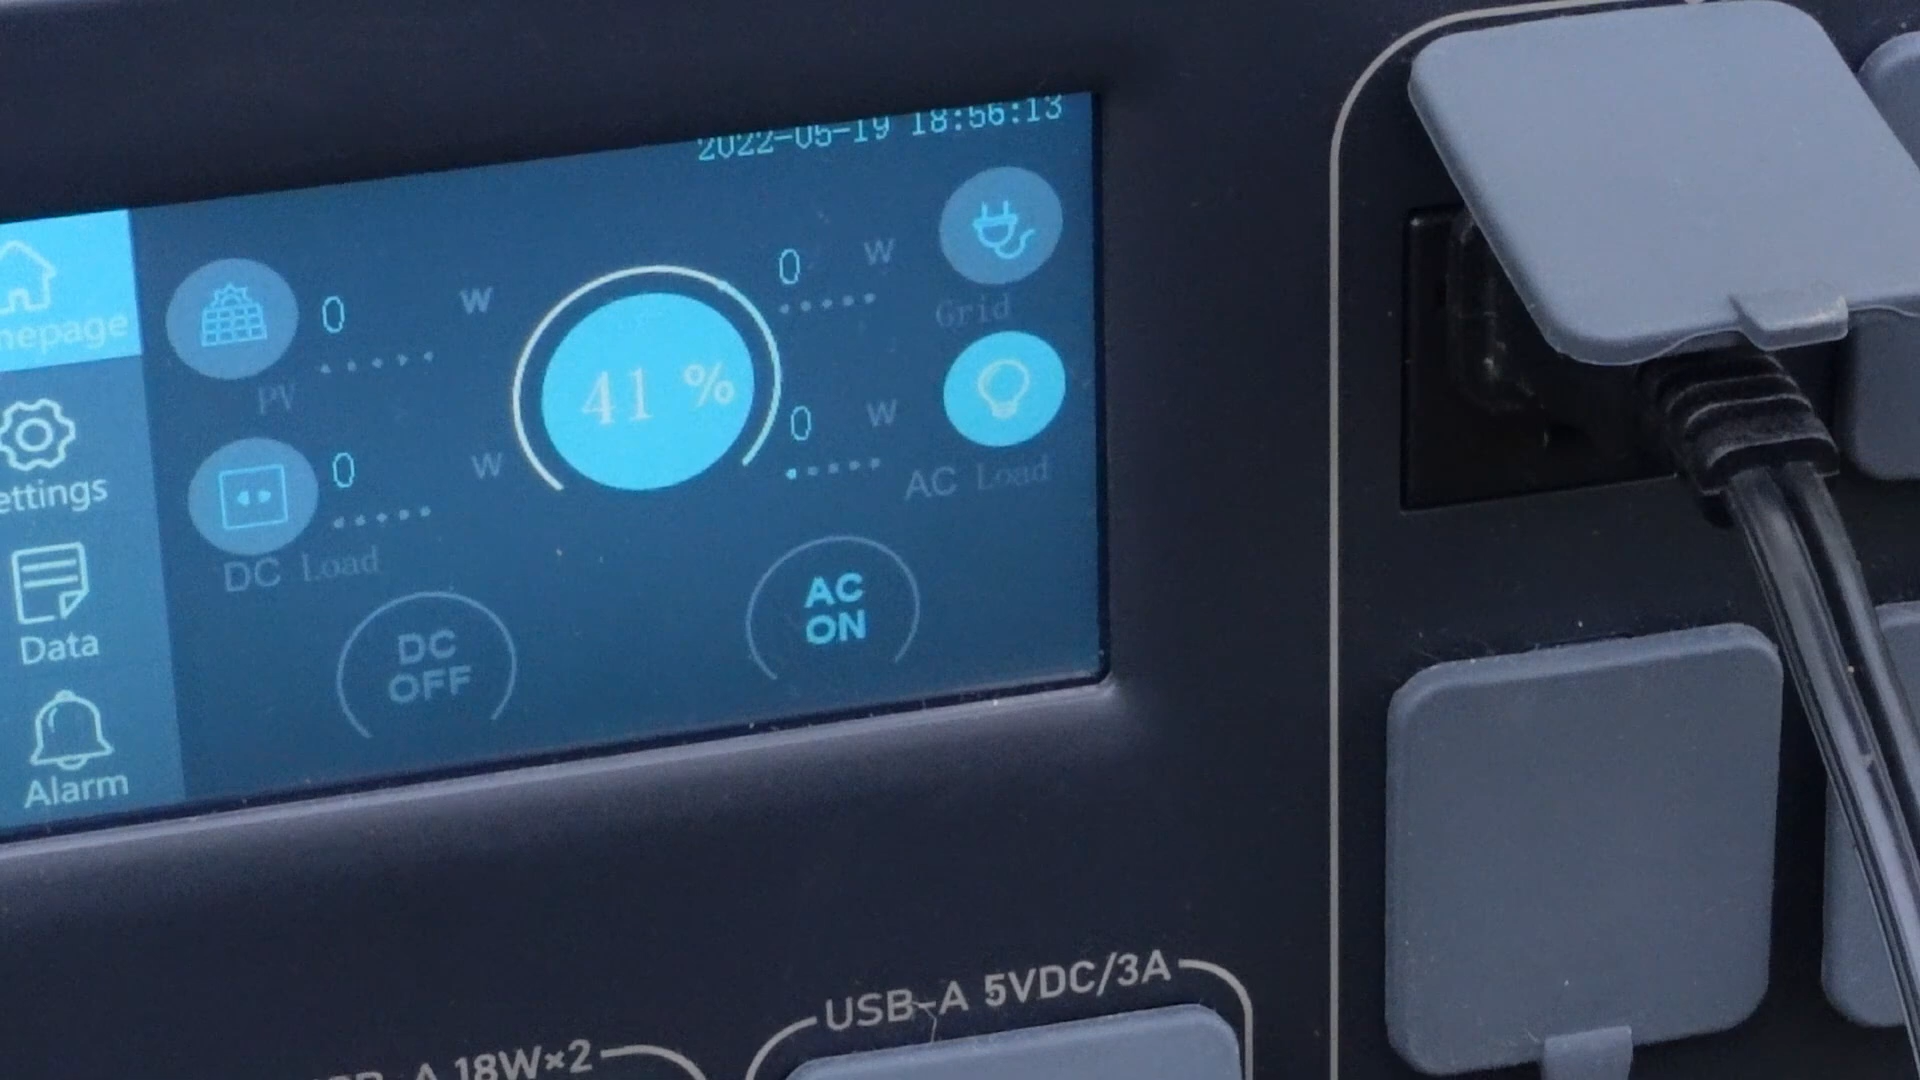 2022-05-19 18:56:13
mepage
ettings
Data
Alarm
0 W
PV
0 W
DC Load
41 %
0 W
Grid
0 W
AC Load
DC
OFF
AC
ON
USB-A 5VDC/3A
A 18W×2